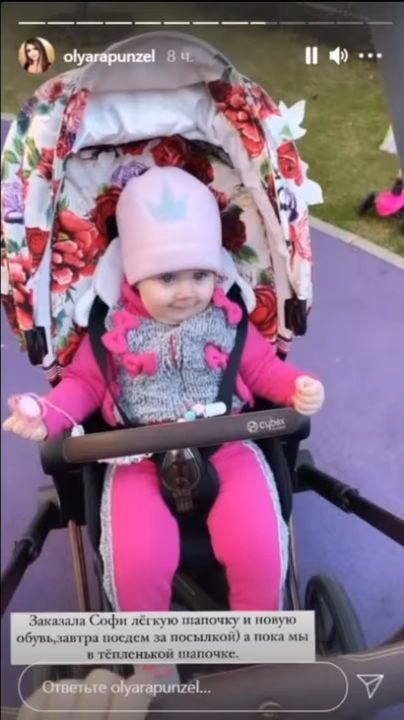 olyarapunzel 8 ч.
cybex
Заказала Софи лёгкую шапочку и новую
обувь,завтра поедем за посылкой) а пока мы
в тёпленькой шапочке.
Ответьте olyarapunzel...